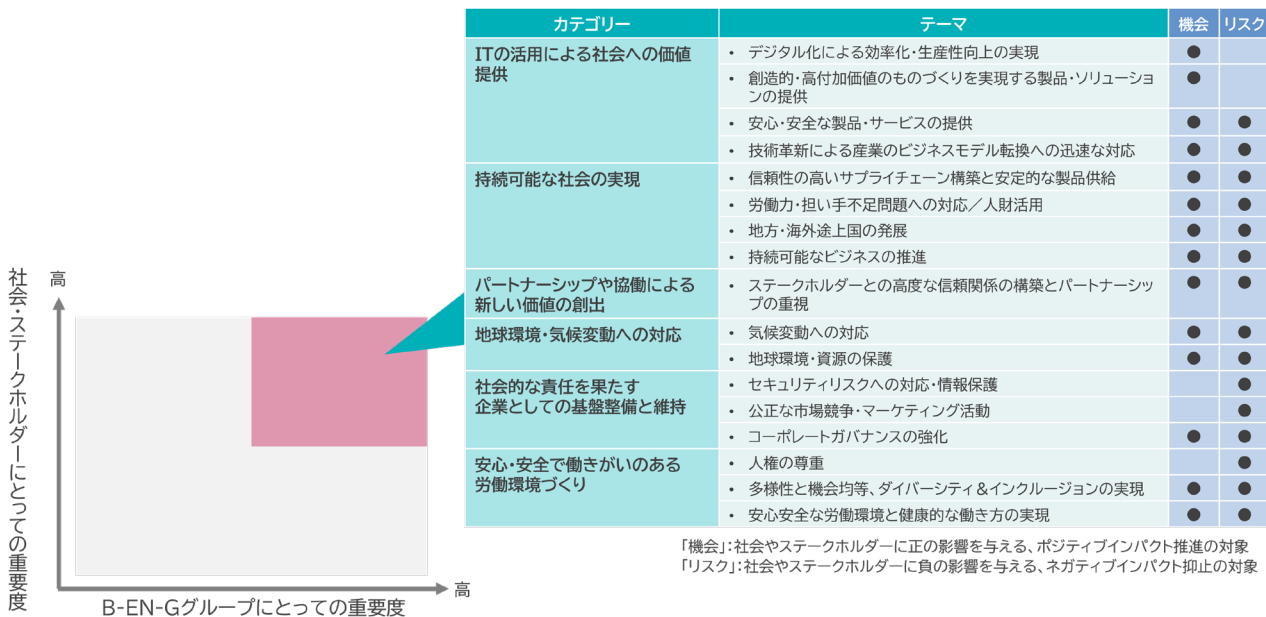 カテゴリー
テーマ
機会
リスク
ITの活用による社会への価値
提供
・ デジタル化による効率化・生産性向上の実現
●
・ 創造的・高付加価値のものづくりを実現する製品・ソリューショ
ンの提供
●
・ 安心・安全な製品・サービスの提供
● ●
・ 技術革新による産業のビジネスモデル転換への迅速な対応
● ●
持続可能な社会の実現
・ 信頼性の高いサプライチェーン構築と安定的な製品供給
● ●
・ 労働力・担い手不足問題への対応／人財活用
● ●
・ 地方・海外途上国の発展
● ●
・ 持続可能なビジネスの推進
● ●
パートナーシップや協働による
新しい価値の創出
・ ステークホルダーとの高度な信頼関係の構築とパートナーシッ
プの重視
● ●
地球環境・気候変動への対応
・ 気候変動への対応
● ●
・ 地球環境・資源の保護
● ●
社会的な責任を果たす
企業としての基盤整備と維持
・ セキュリティリスクへの対応・情報保護
●
・ 公正な市場競争・マーケティング活動
●
・ コーポレートガバナンスの強化
● ●
安心・安全で働きがいのある
労働環境づくり
・ 人権の尊重
●
・ 多様性と機会均等、ダイバーシティ＆インクルージョンの実現
● ●
・ 安心安全な労働環境と健康的な働き方の実現
● ●
「機会」：社会やステークホルダーに正の影響を与える、ポジティブインパクト推進の対象
「リスク」：社会やステークホルダーに負の影響を与える、ネガティブインパクト抑止の対象
社会・ステークホルダーにとっての重要度
高
高
B-EN-Gグループにとっての重要度